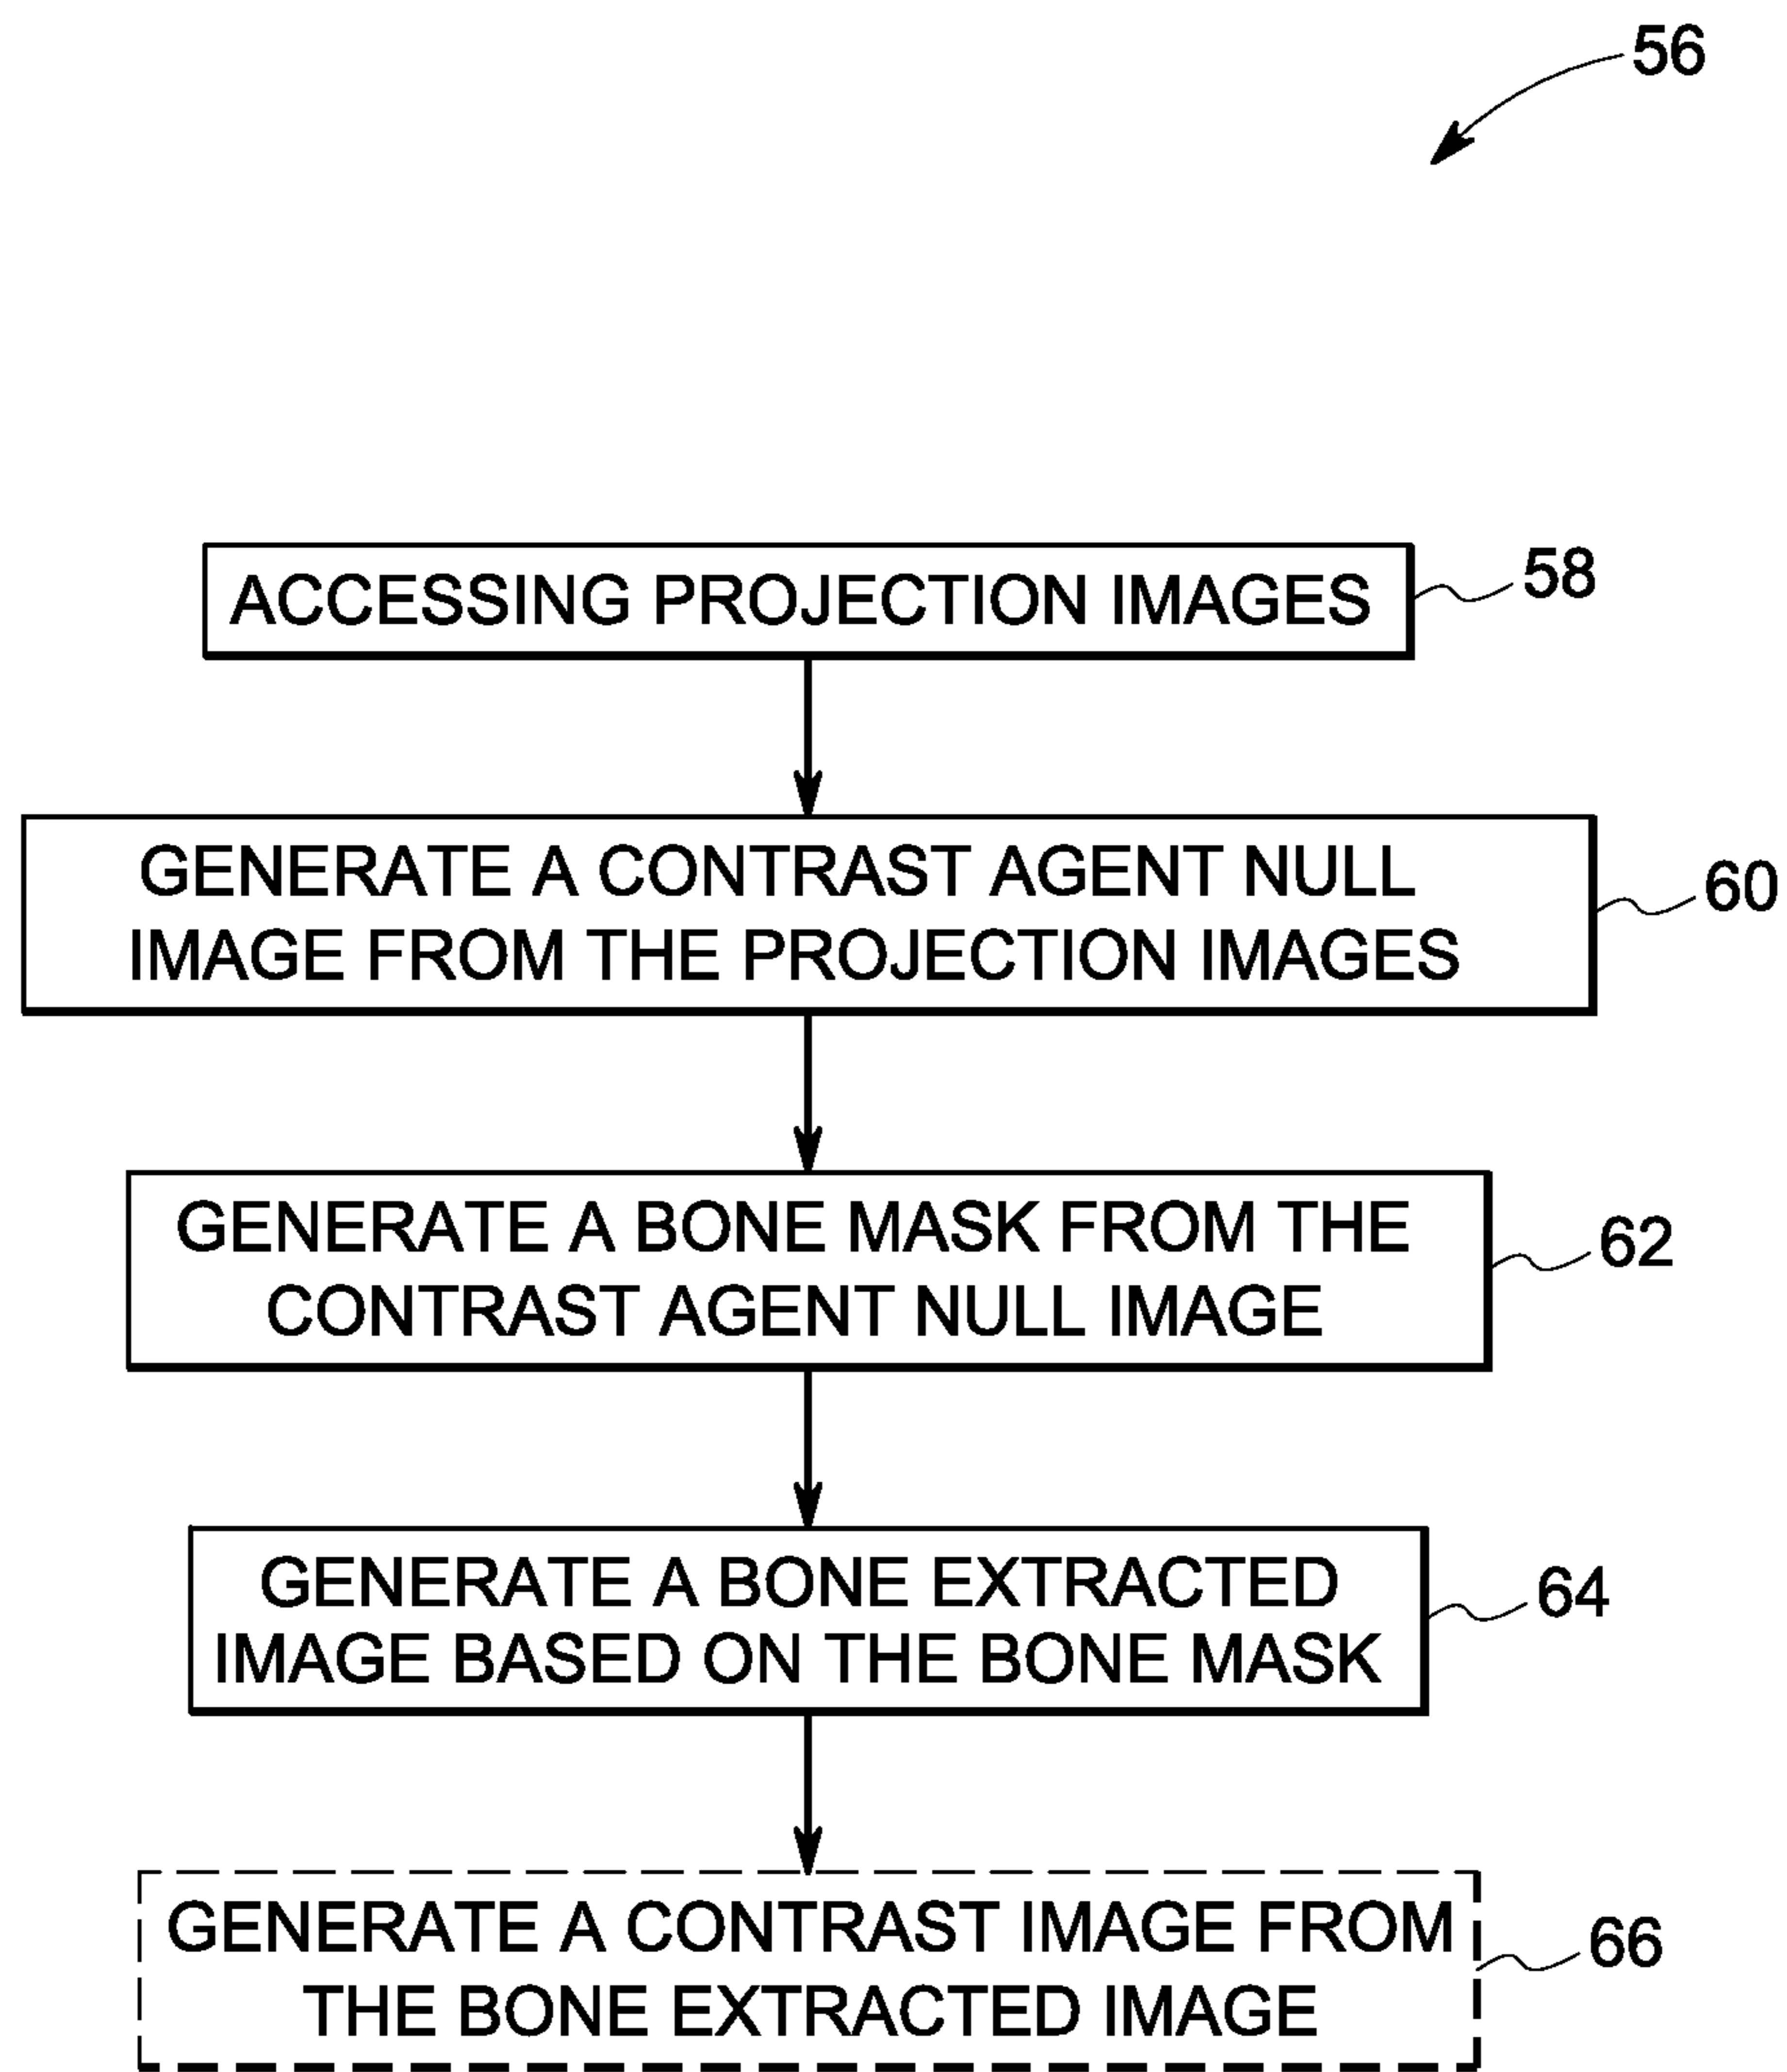 56
ACCESSING PROJECTION IMAGES
58
GENERATE A CONTRAST AGENT NULL
IMAGE FROM THE PROJECTION IMAGES
60
GENERATE A BONE MASK FROM THE
CONTRAST AGENT NULL IMAGE
62
GENERATE A BONE EXTRACTED
IMAGE BASED ON THE BONE MASK
64
GENERATE A CONTRAST IMAGE FROM
THE BONE EXTRACTED IMAGE
66